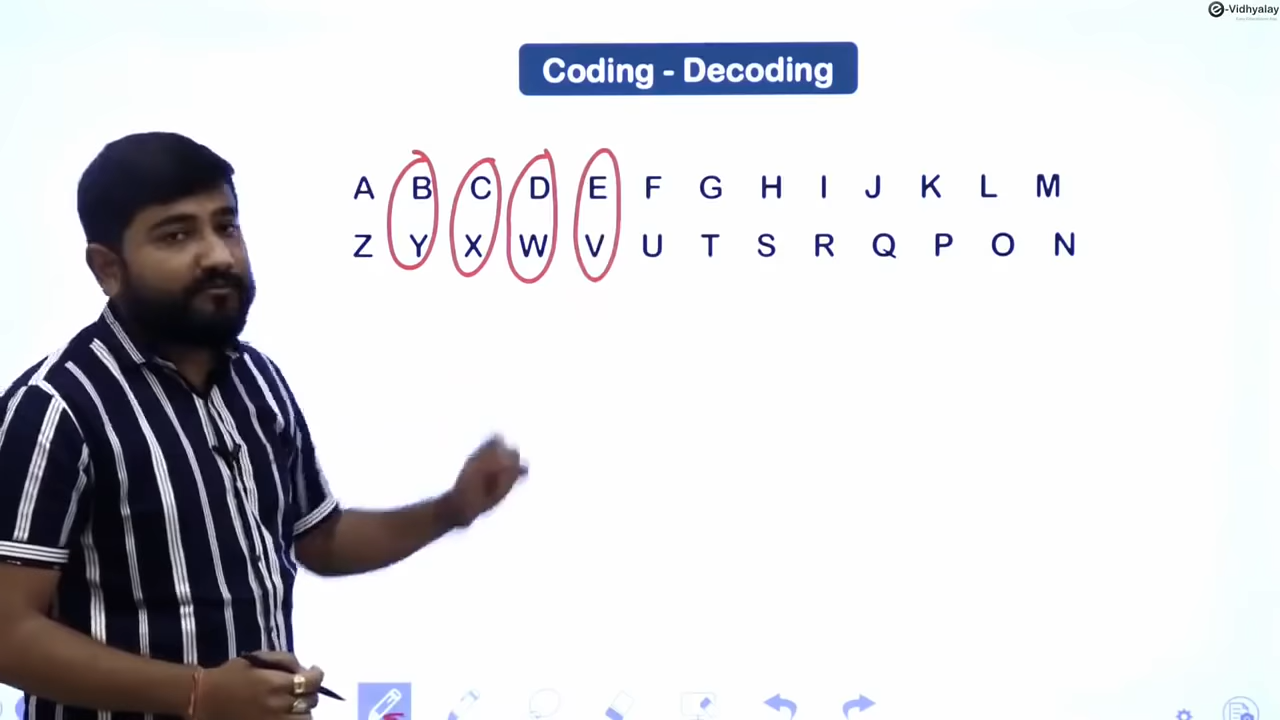 e-Vidhyalay
Coding - Decoding
A B C D E F G H I J K L M
Z Y X W V U T S R Q P O N